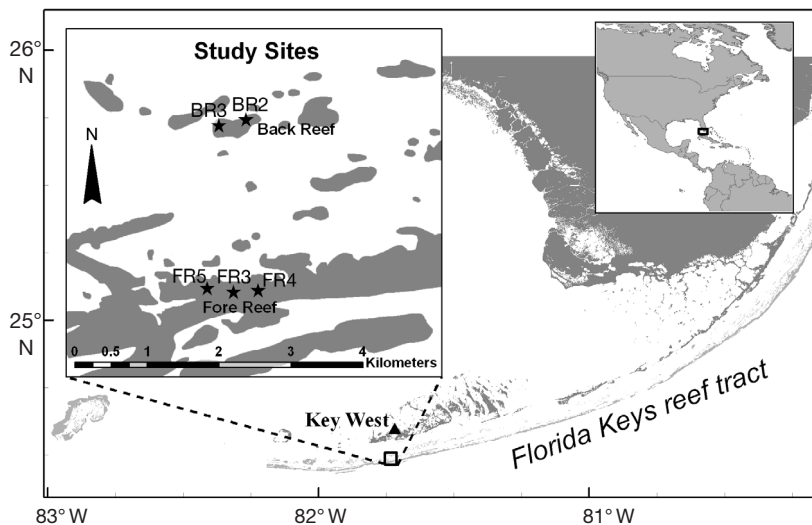 26°
N
Study Sites
BR3 BR2
Back Reef
N
FR5 FR3 FR4
Fore Reef
0 0.5 1 2 3 4
Kilometers
25°
N
Key West
Florida Keys reef tract
83° W 82° W 81° W